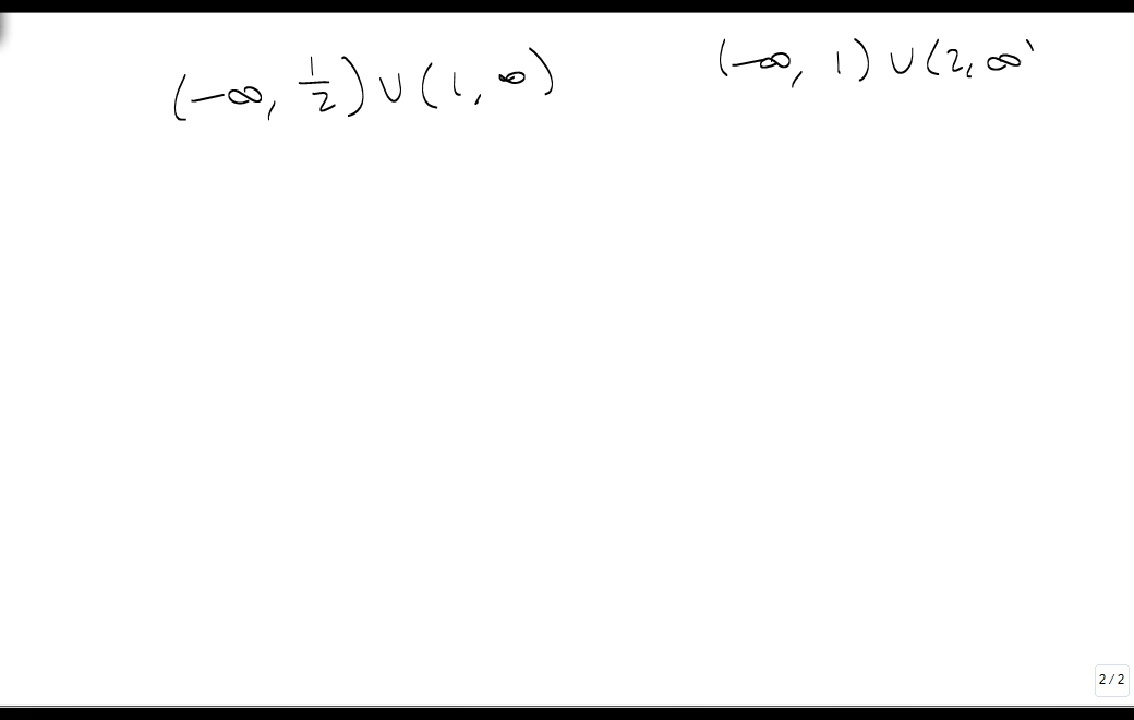 (-∞, 1/2) ∪ (1, ∞)
(-∞, 1) ∪ (2, ∞)
2 / 2